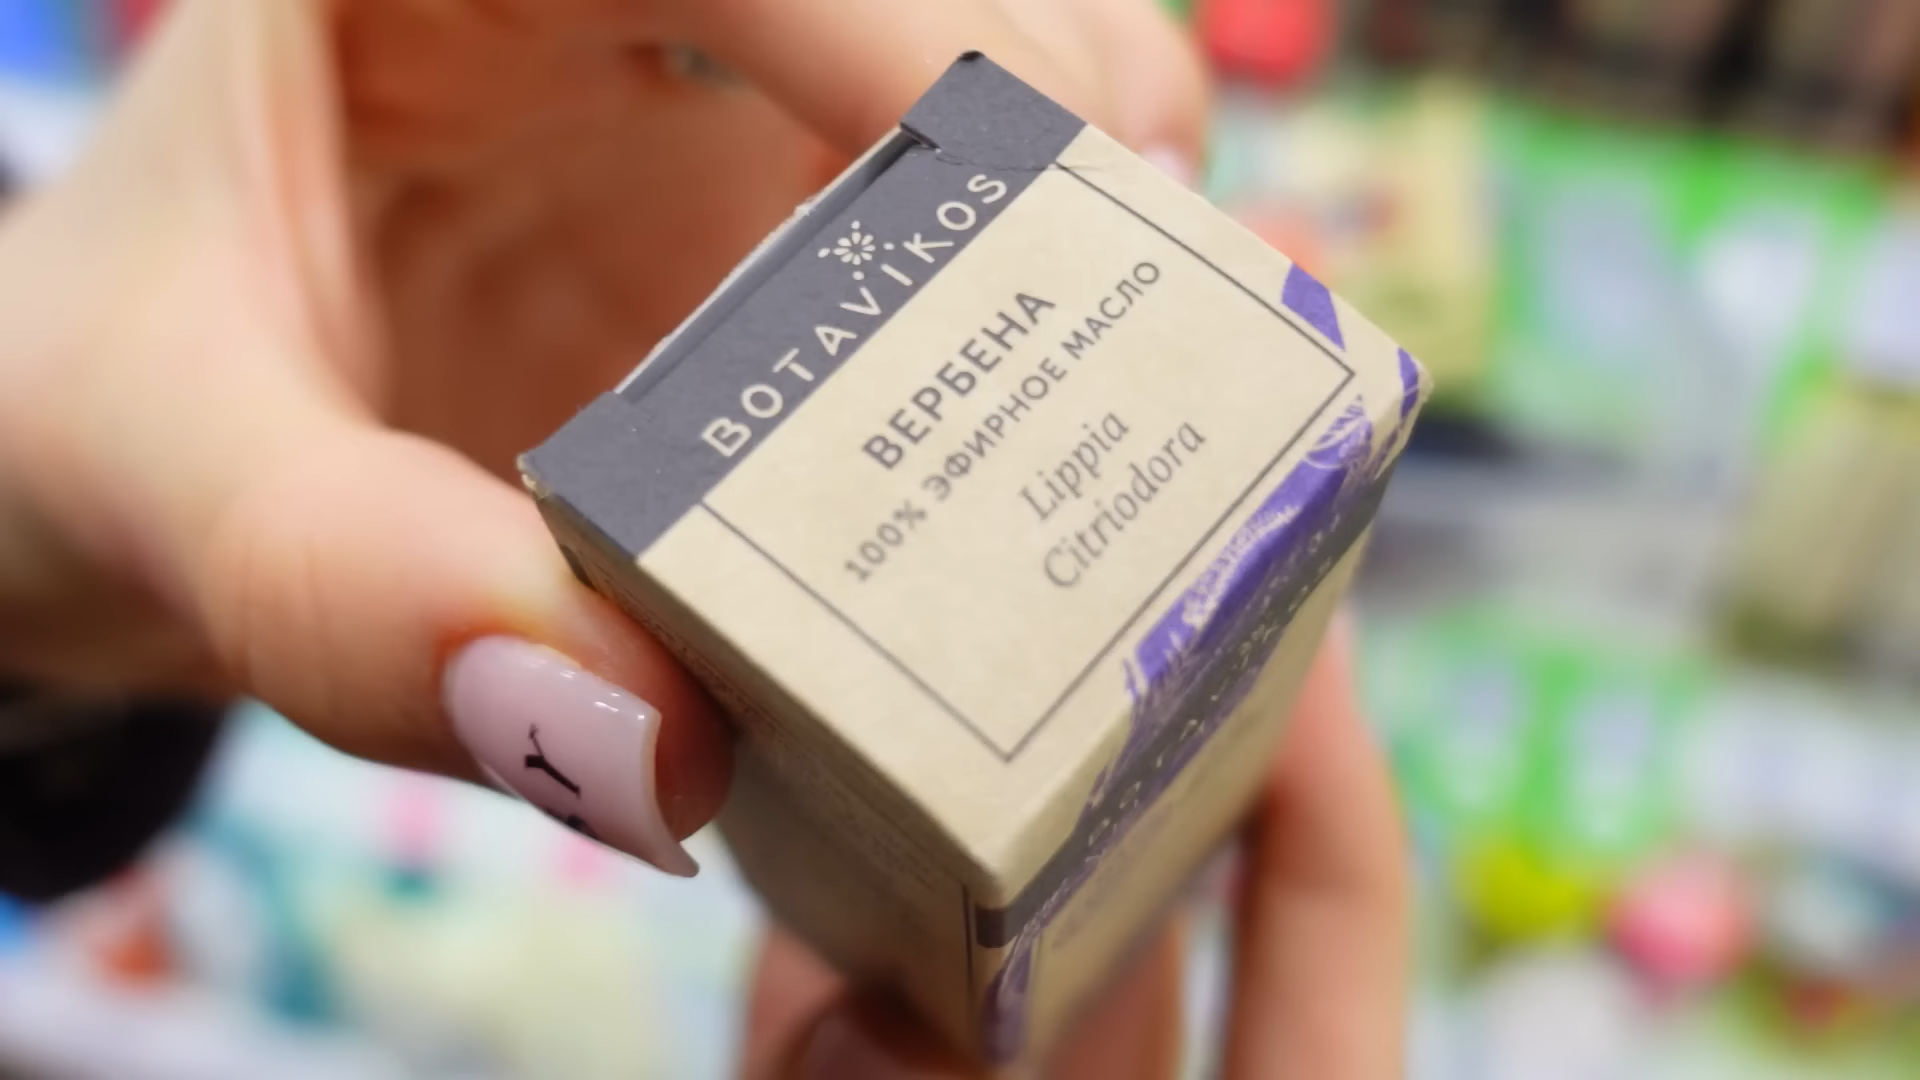 BOTAVIKOS
ВЕРБЕНА
100% ЭФИРНОЕ МАСЛО
Lippia
Citriodora
Y